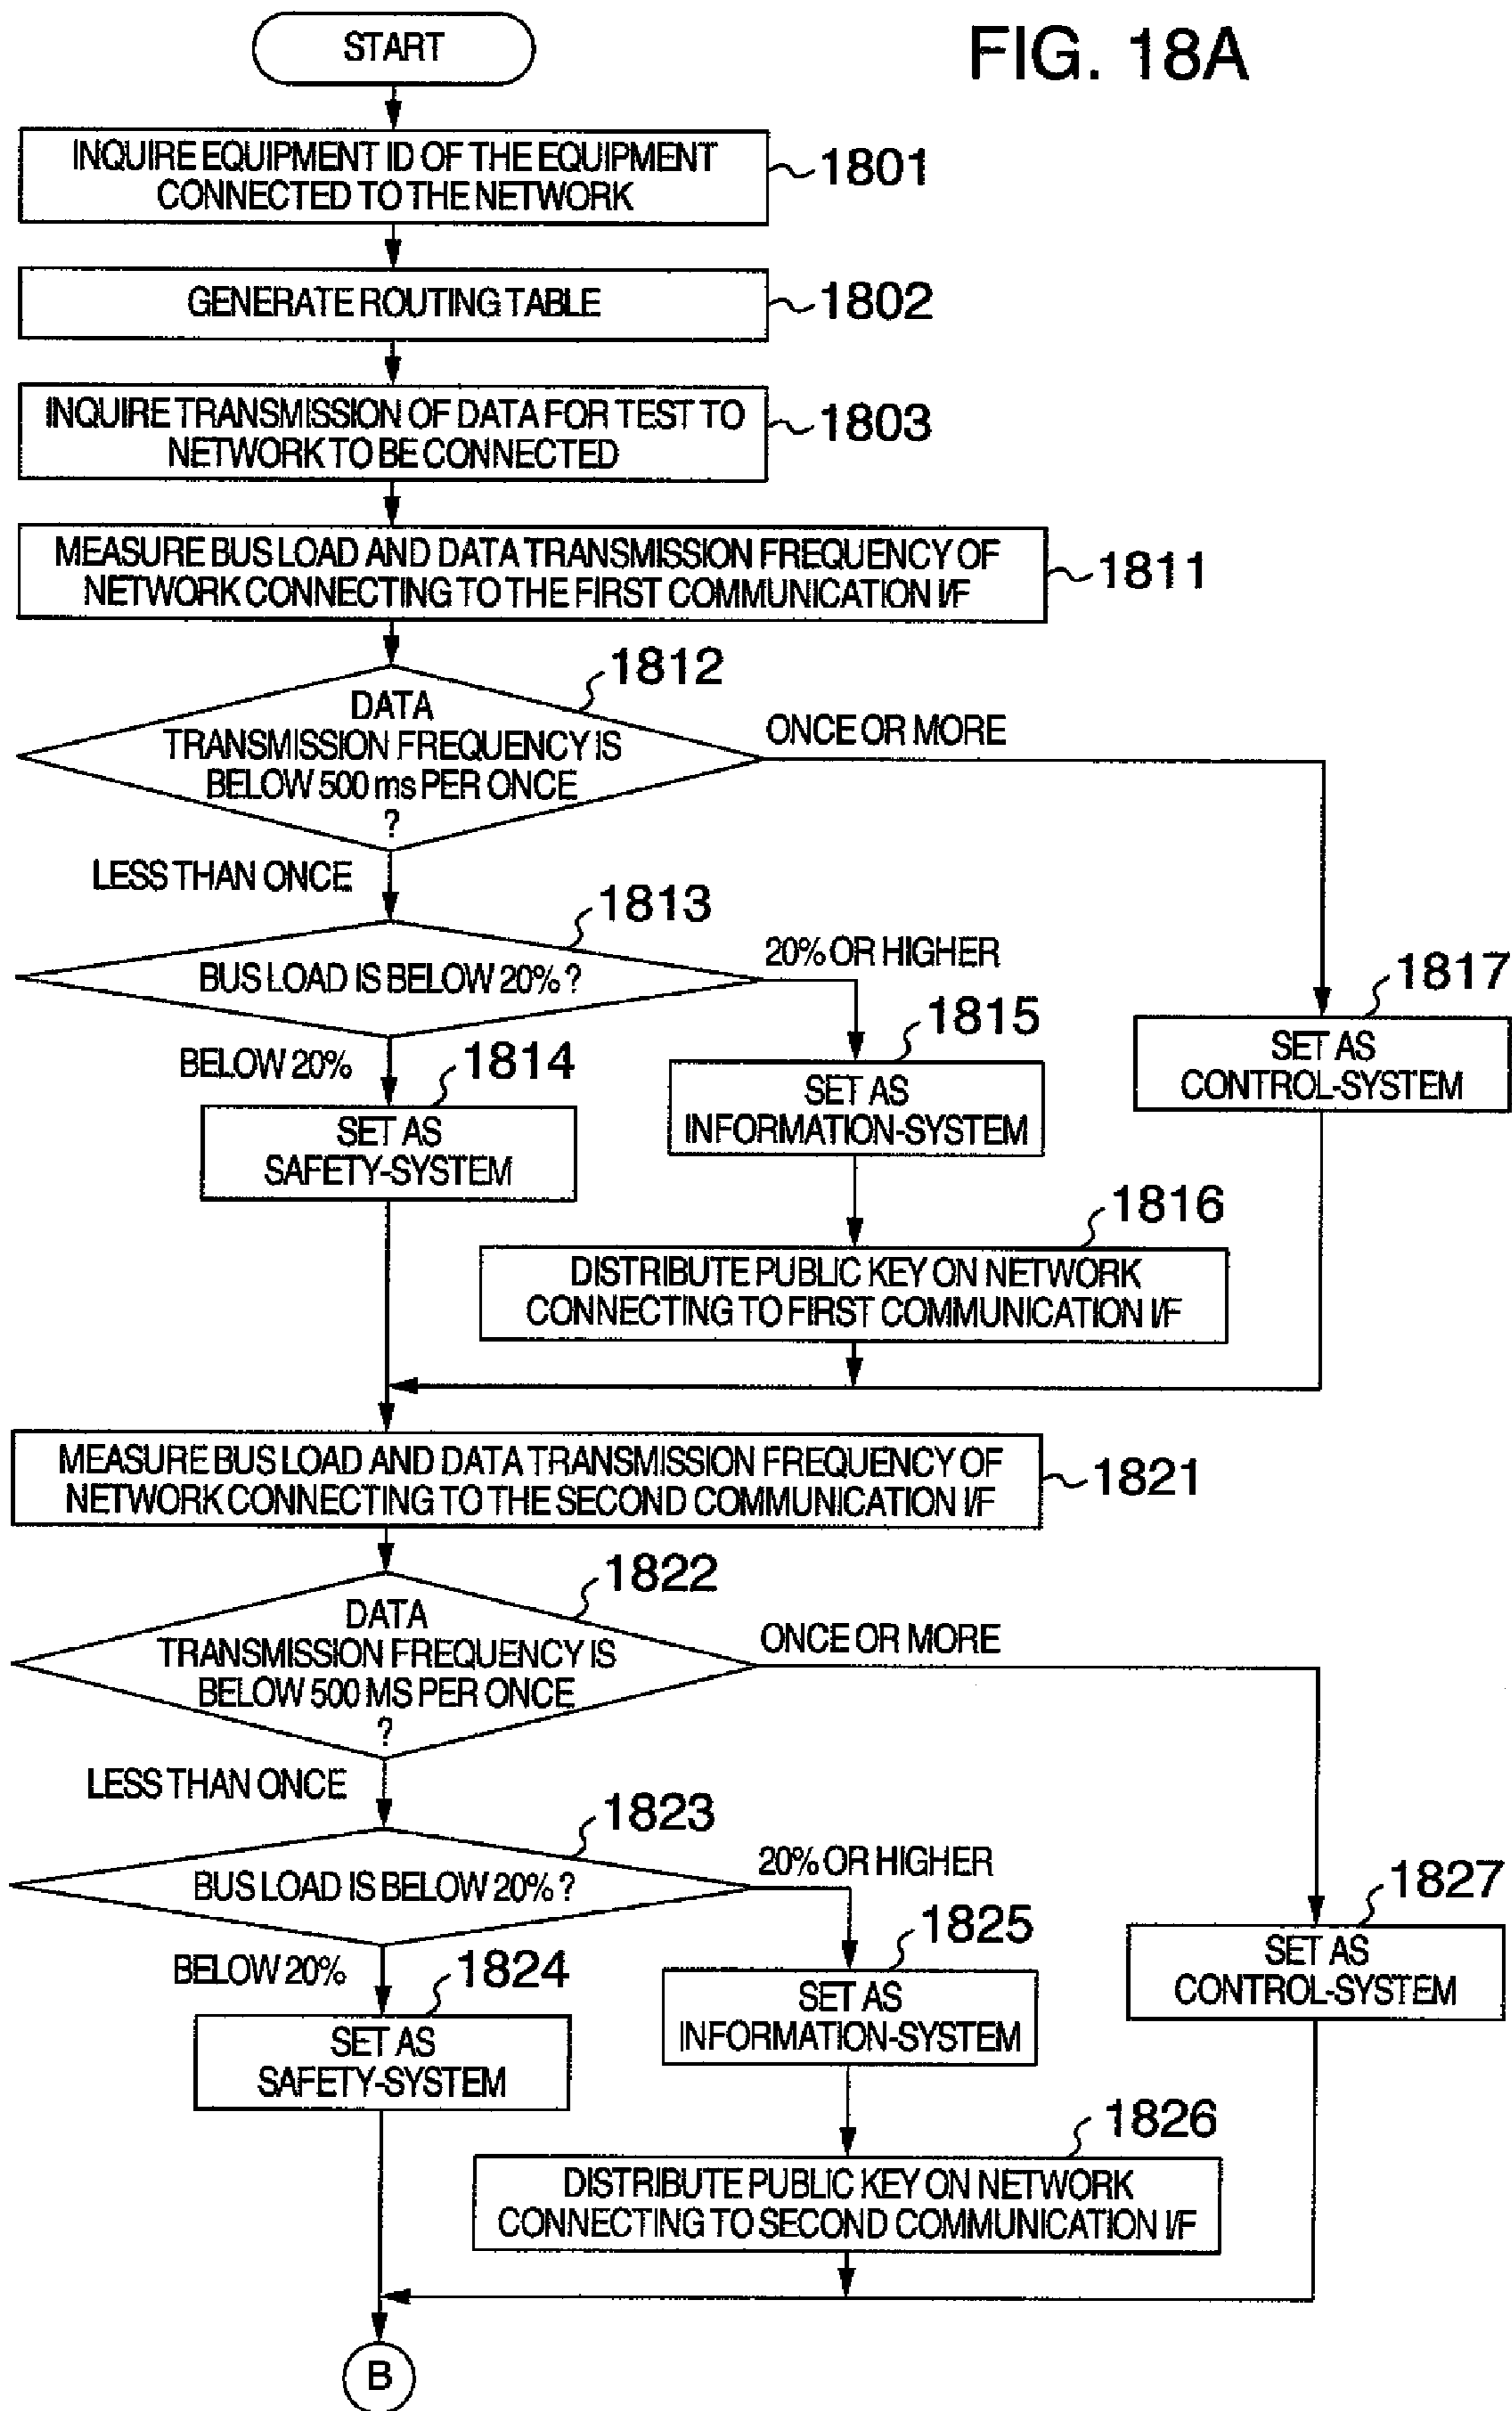 FIG. 18A
START
INQUIRE EQUIPMENT ID OF THE EQUIPMENT
CONNECTED TO THE NETWORK
1801
GENERATE ROUTING TABLE
1802
INQUIRE TRANSMISSION OF DATA FOR TEST TO
NETWORK TO BE CONNECTED
1803
MEASURE BUS LOAD AND DATA TRANSMISSION FREQUENCY OF
NETWORK CONNECTING TO THE FIRST COMMUNICATION I/F
1811
1812
DATA
TRANSMISSION FREQUENCY IS
BELOW 500 ms PER ONCE
?
ONCE OR MORE
LESS THAN ONCE
1813
BUS LOAD IS BELOW 20% ?
20% OR HIGHER
BELOW 20%
1814
SET AS
SAFETY-SYSTEM
1815
SET AS
INFORMATION-SYSTEM
1817
SET AS
CONTROL-SYSTEM
1816
DISTRIBUTE PUBLIC KEY ON NETWORK
CONNECTING TO FIRST COMMUNICATION I/F
MEASURE BUS LOAD AND DATA TRANSMISSION FREQUENCY OF
NETWORK CONNECTING TO THE SECOND COMMUNICATION I/F
1821
1822
DATA
TRANSMISSION FREQUENCY IS
BELOW 500 MS PER ONCE
?
ONCE OR MORE
LESS THAN ONCE
1823
BUS LOAD IS BELOW 20% ?
20% OR HIGHER
BELOW 20%
1824
SET AS
SAFETY-SYSTEM
1825
SET AS
INFORMATION-SYSTEM
1827
SET AS
CONTROL-SYSTEM
1826
DISTRIBUTE PUBLIC KEY ON NETWORK
CONNECTING TO SECOND COMMUNICATION I/F
B